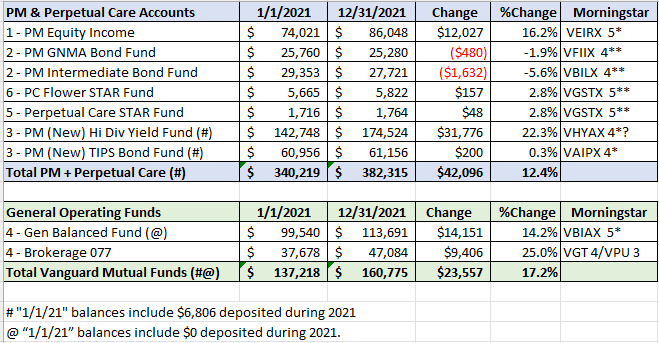 PM & Perpetual Care Accounts 1/1/2021 12/31/2021 Change %Change Morningstar
1 - PM Equity Income $ 74,021 $ 86,048 $12,027 16.2% VEIRX 5*
2 - PM GNMA Bond Fund $ 25,760 $ 25,280 ($480) -1.9% VFIIX 4**
2 - PM Intermediate Bond Fund $ 29,353 $ 27,721 ($1,632) -5.6% VBILX 4**
6 - PC Flower STAR Fund $ 5,665 $ 5,822 $157 2.8% VGSTX 5**
5 - Perpetual Care STAR Fund $ 1,716 $ 1,764 $48 2.8% VGSTX 5**
3 - PM (New) Hi Div Yield Fund (#) $ 142,748 $ 174,524 $31,776 22.3% VHYAX 4*?
3 - PM (New) TIPS Bond Fund (#) $ 60,956 $ 61,156 $200 0.3% VAIPX 4*
Total PM + Perpetual Care (#) $ 340,219 $ 382,315 $42,096 12.4%
General Operating Funds 1/1/2021 12/31/2021 Change %Change Morningstar
4 - Gen Balanced Fund (@) $ 99,540 $ 113,691 $14,151 14.2% VBIAX 5*
4 - Brokerage 077 $ 37,678 $ 47,084 $9,406 25.0% VGT 4/VPU 3
Total Vanguard Mutual Funds (#@) $ 137,218 $ 160,775 $23,557 17.2%
# "1/1/21" balances include $6,806 deposited during 2021
@ “1/1/21” balances include $0 deposited during 2021.